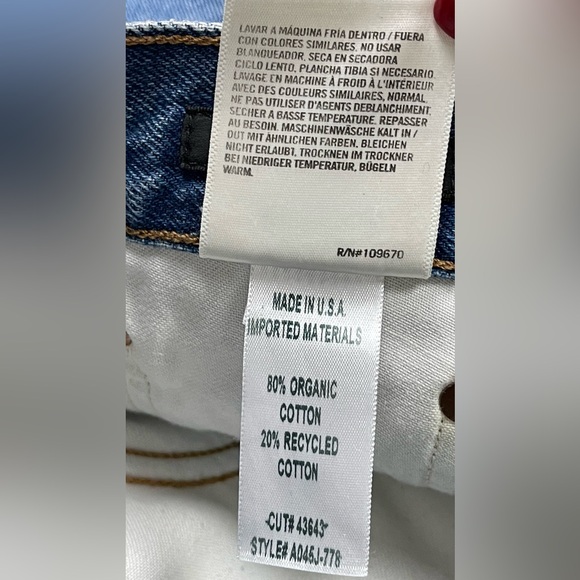 LAVAR A MÁQUINA FRÍA DENTRO / FUERA
CON COLORES SIMILARES. NO USAR
BLANQUEADOR. SECA EN SECADORA
CICLO LENTO. PLANCHA TIBIA SI NECESARIO.
LAVAGE EN MACHINE À FROID À L'INTÉRIEUR
AVEC DES COULEURS SIMILAIRES, NORMAL.
NE PAS UTILISER D'AGENTS DEBLANCHIMENT.
SECHER A BASSE TEMPERATURE. REPASSER
AU BESOIN. MASCHINENWÄSCHE KALT IN /
OUT MIT ÄHNLICHEN FARBEN. BLEICHEN
NICHT ERLAUBT. TROCKNEN IM TROCKNER
BEI NIEDRIGER TEMPERATUR, BÜGELN
WARM.
R/N#109670
MADE IN U.S.A.
IMPORTED MATERIALS
80% ORGANIC
COTTON
20% RECYCLED
COTTON
CUT# 43643
STYLE# A045J-778